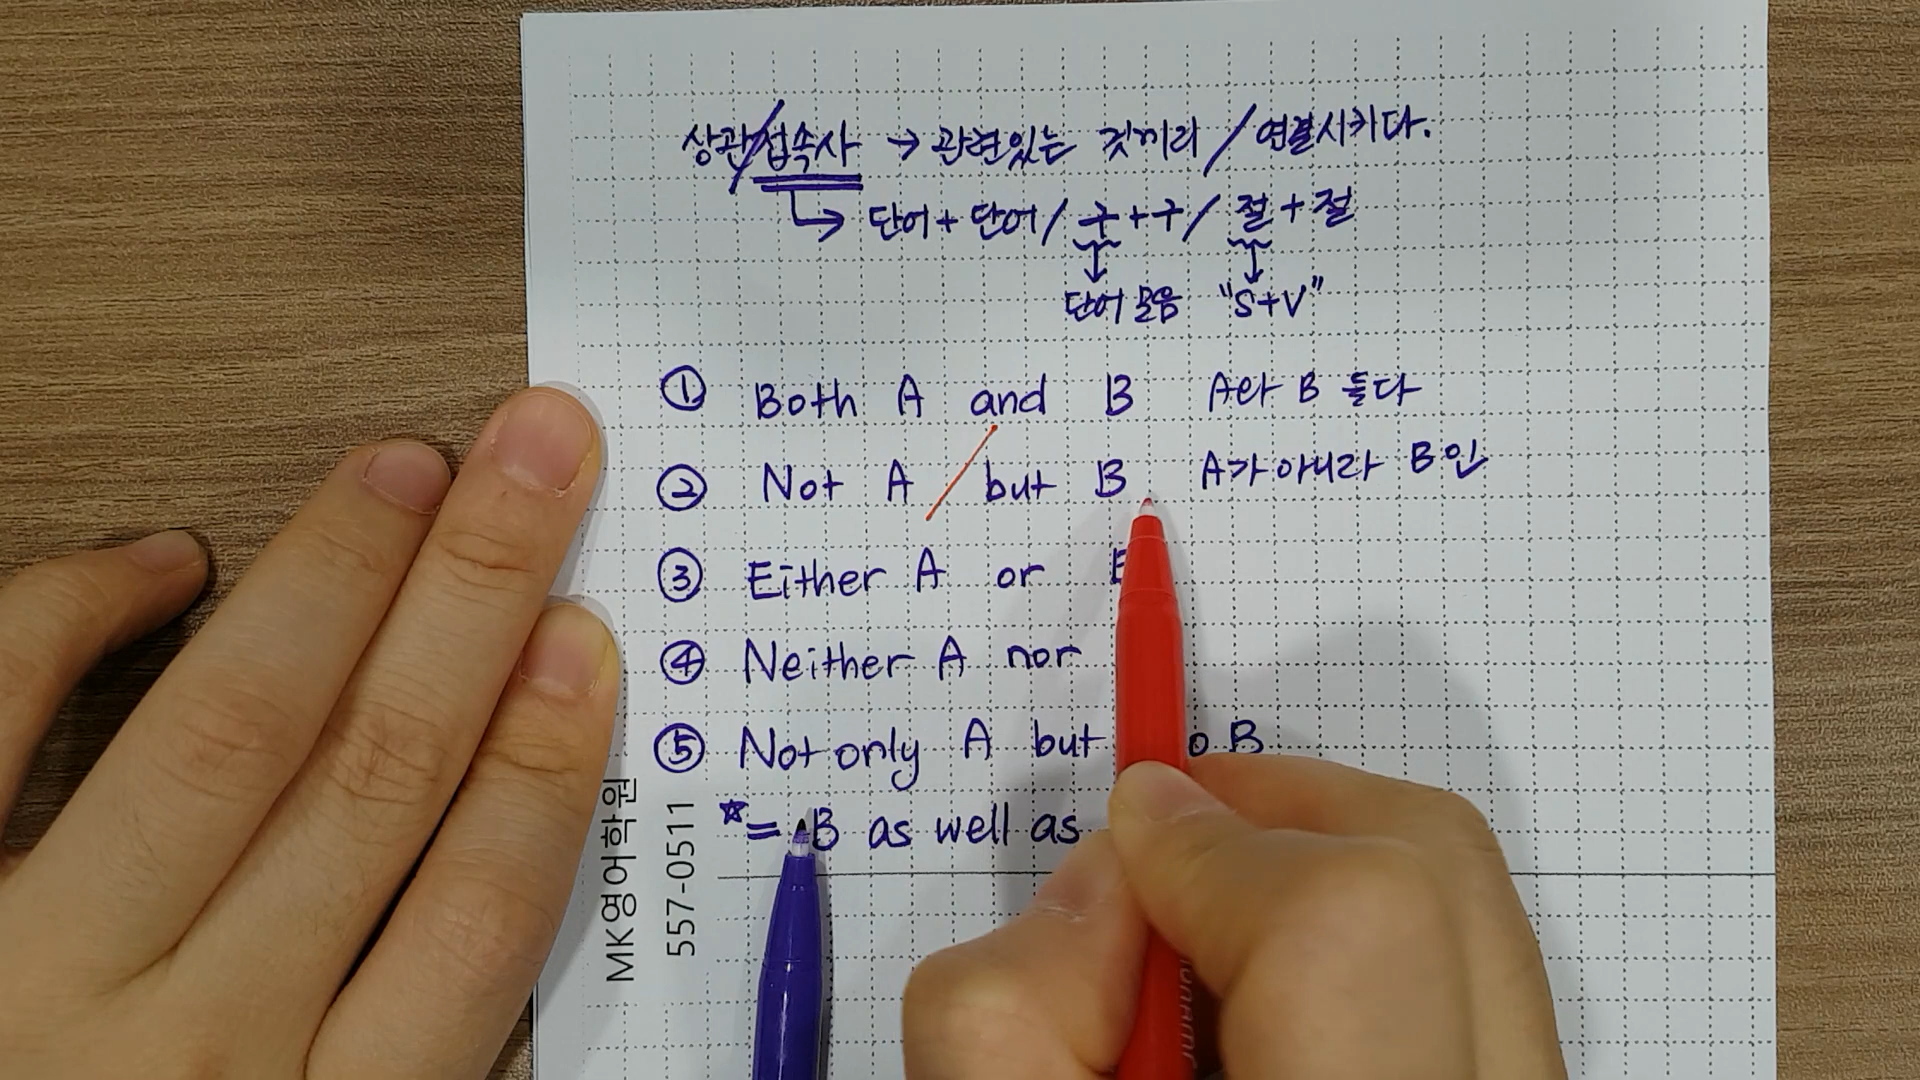 상관/접속사 → 관련있는 것끼리 / 연결시키다.
↳ 단어 + 단어 / 구 + 구 / 절 + 절
단어 모음 "S+V"
① Both A and B A와 B 둘다
② Not A / but B A가 아니라 B인
③ Either A or
④ Neither A nor
⑤ Not only A but B
☆= B as well as
MK영어학원
557-0511